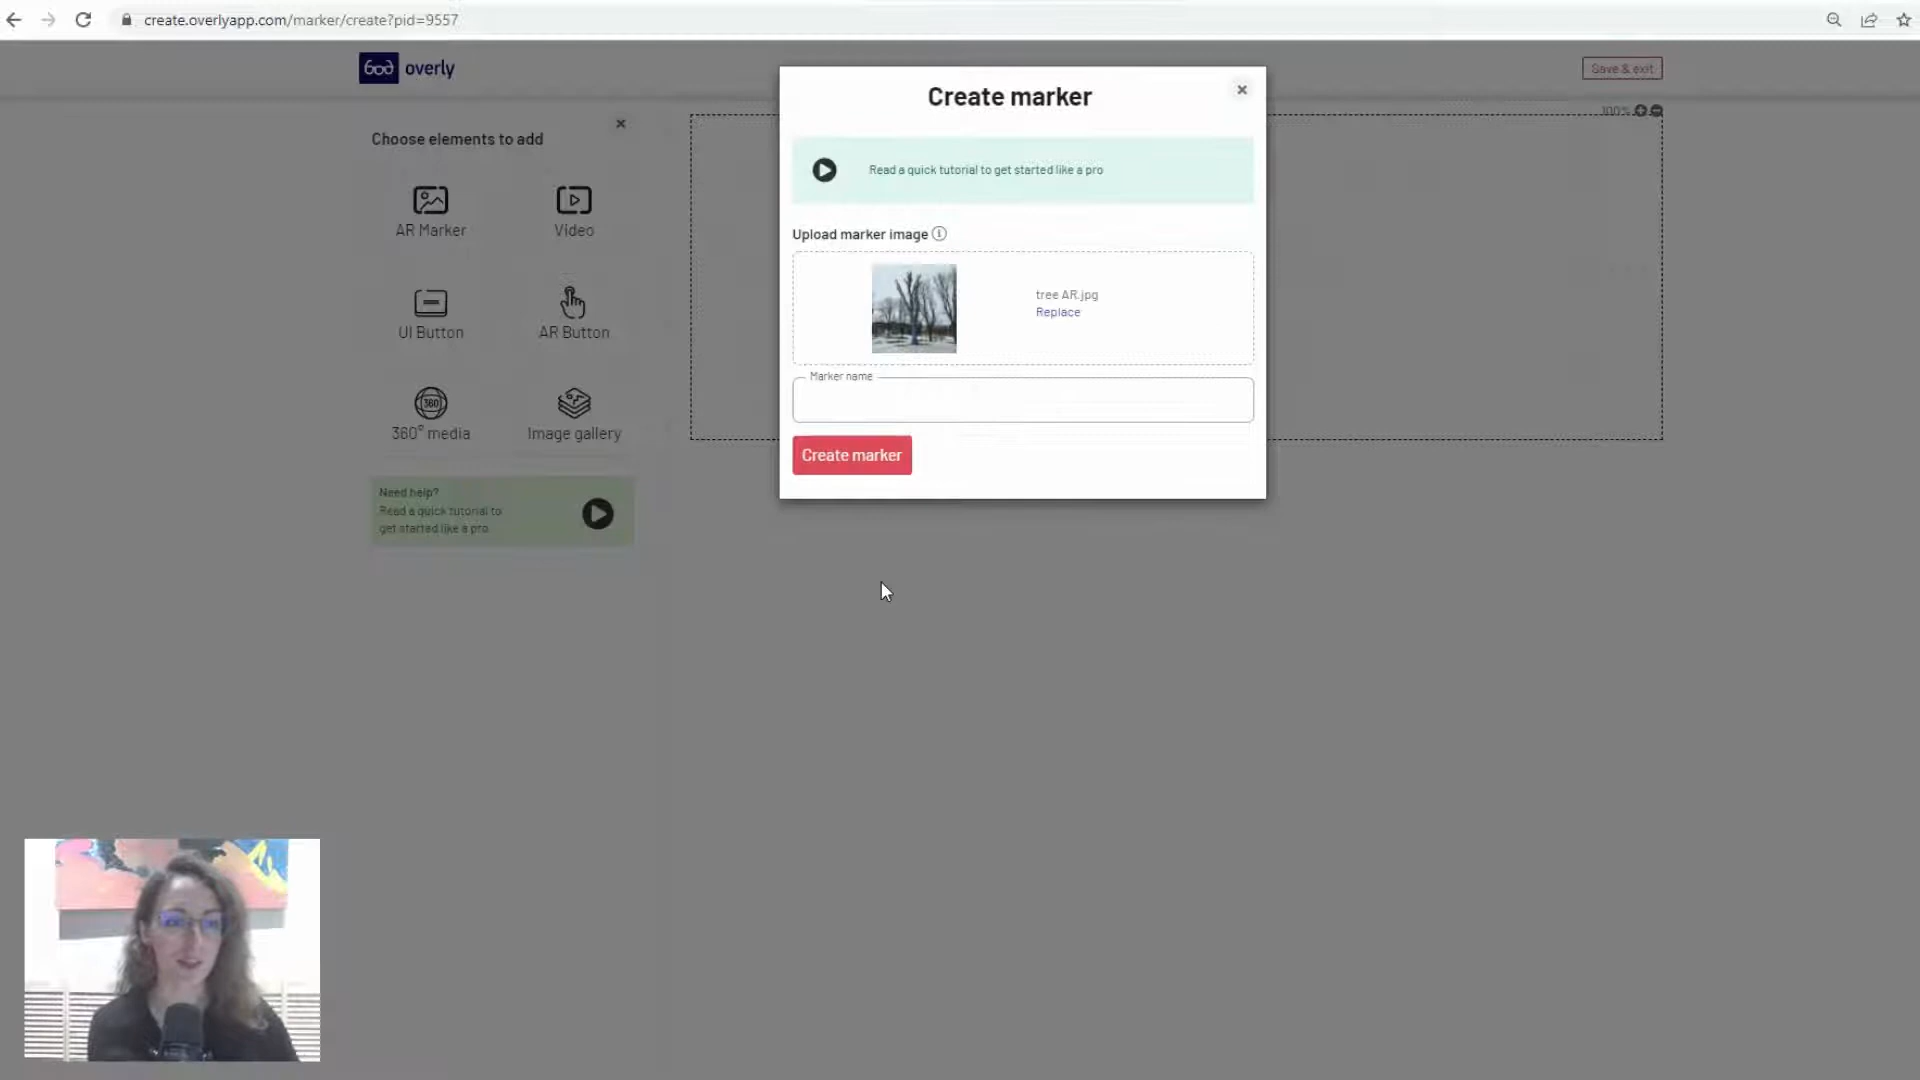 create.overlyapp.com/marker/create?pid=9557
overly
Save & exit
100%
Choose elements to add
AR Marker
Video
UI Button
AR Button
360
360° media
Image gallery
Need help?
Read a quick tutorial to
get started like a pro
Create marker
Read a quick tutorial to get started like a pro
Upload marker image
tree AR.jpg
Replace
Marker name
Create marker